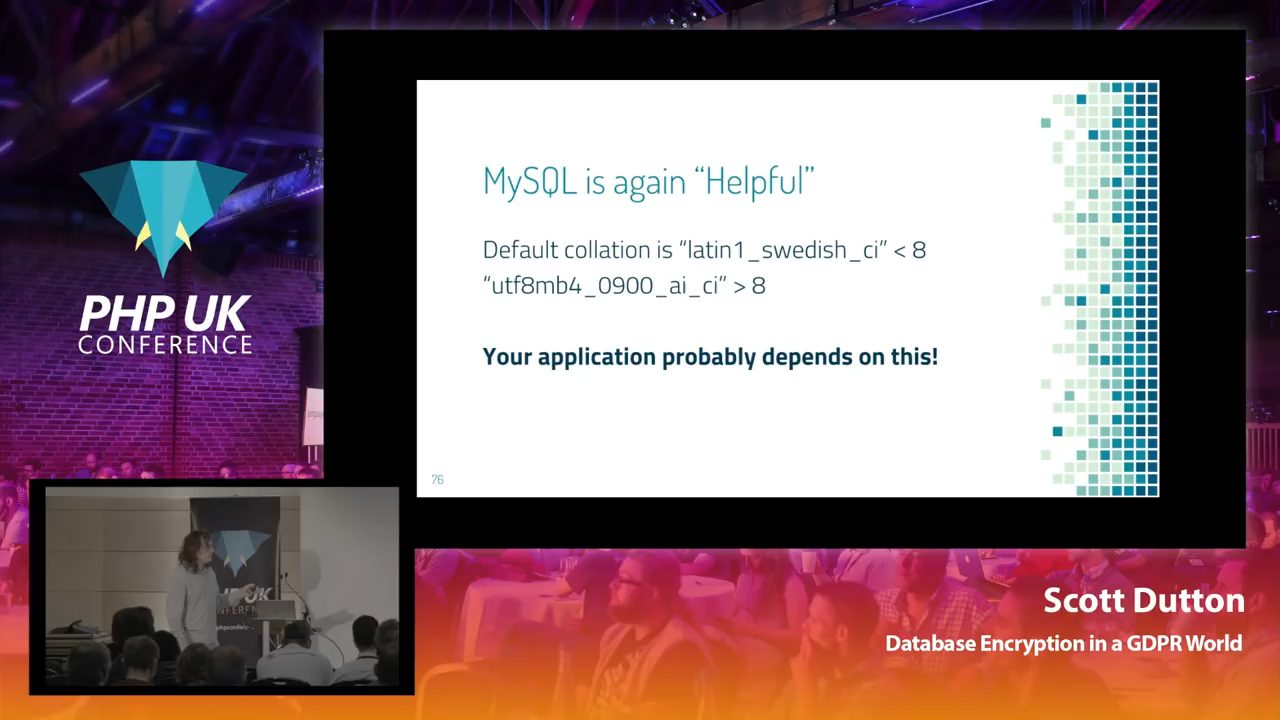 MySQL is again “Helpful”
Default collation is “latin1_swedish_ci” < 8
“utf8mb4_0900_ai_ci” > 8
Your application probably depends on this!
76
PHP UK
CONFERENCE
Scott Dutton
Database Encryption in a GDPR World